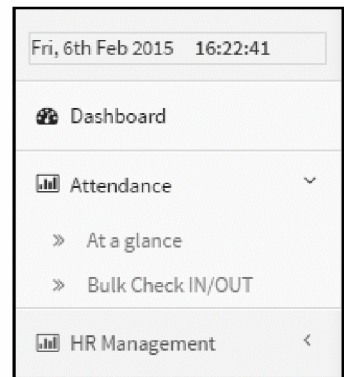 Fri, 6th Feb 2015 16:22:41
Dashboard
Attendance
At a glance
Bulk Check IN/OUT
HR Management